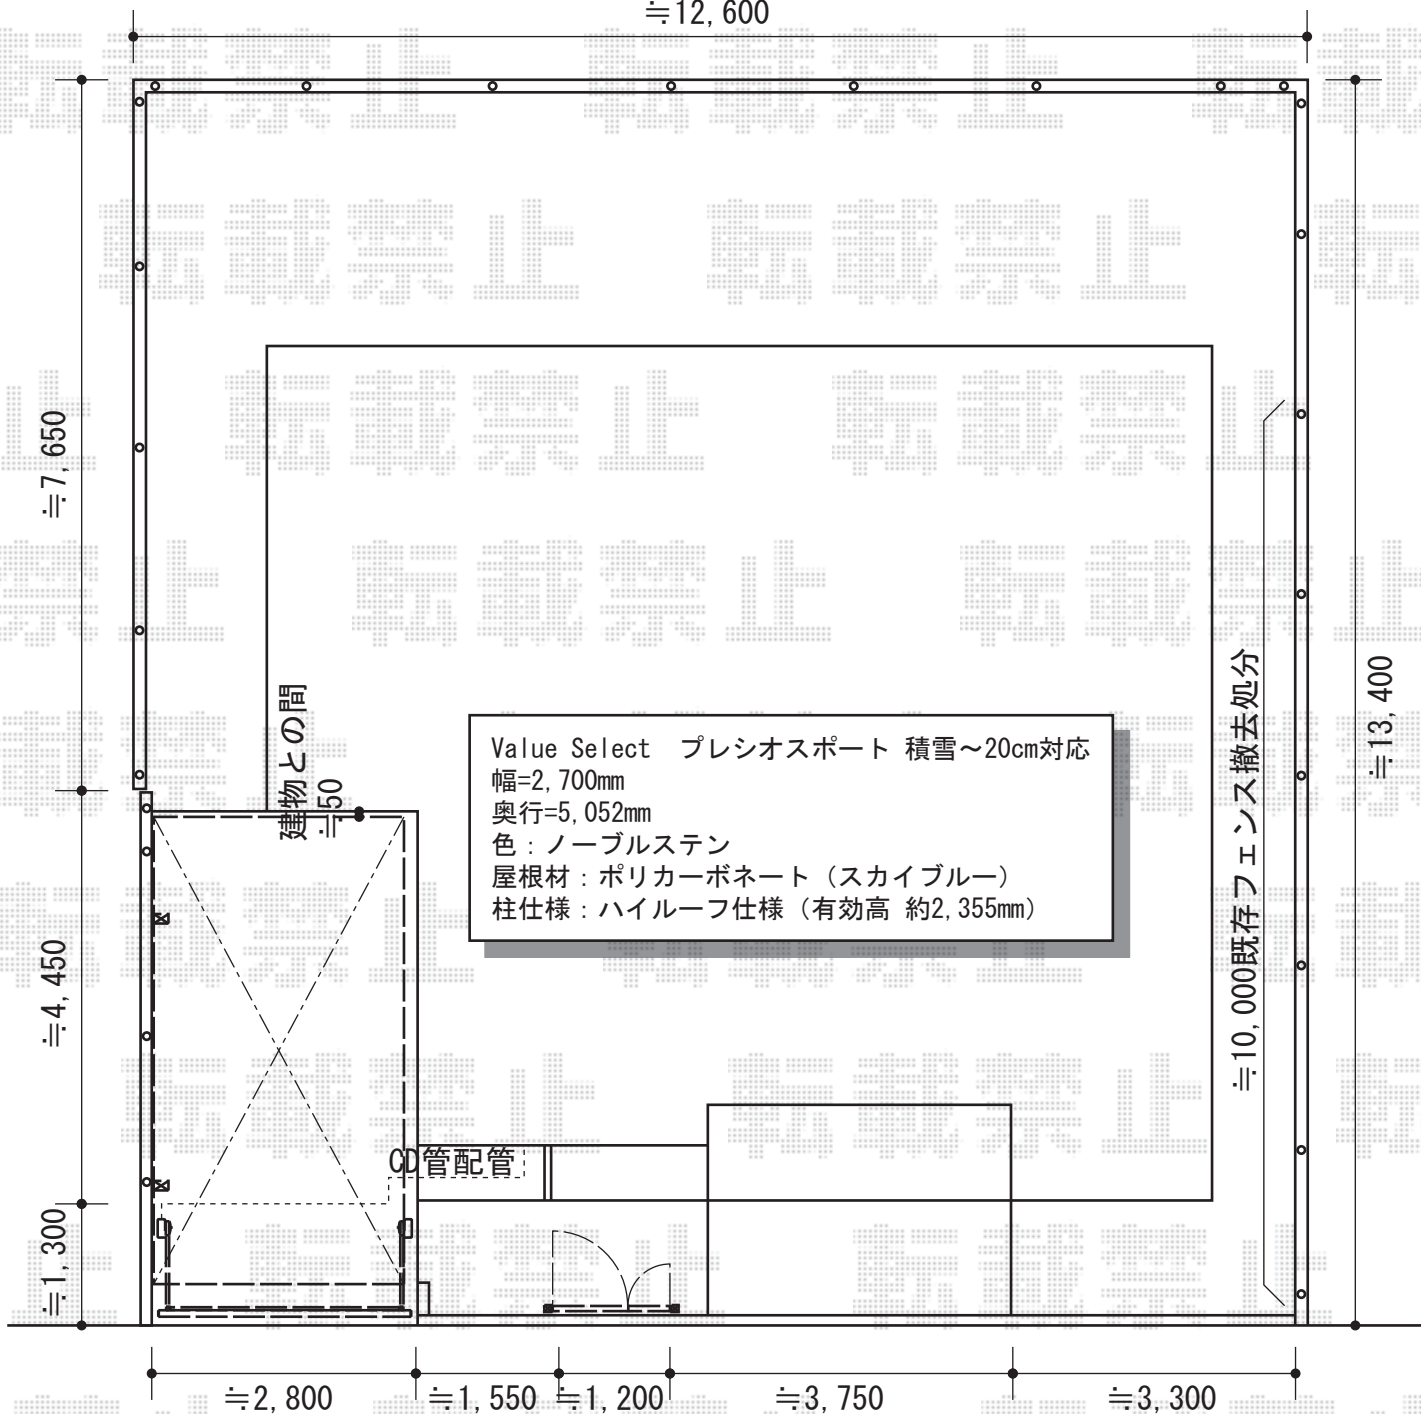 ≒12,600
≒7,650
≒4,450
≒1,300
≒13,400
≒10,000既存フェンス撤去処分
建物との間
≒50
Value Select　プレシオスポート 積雪～20cm対応
幅=2,700mm
奥行=5,052mm
色：ノーブルステン
屋根材：ポリカーボネート（スカイブルー）
柱仕様：ハイルーフ仕様（有効高 約2,355mm）
CD管配管
≒2,800
≒1,550
≒1,200
≒3,750
≒3,300
転載禁止